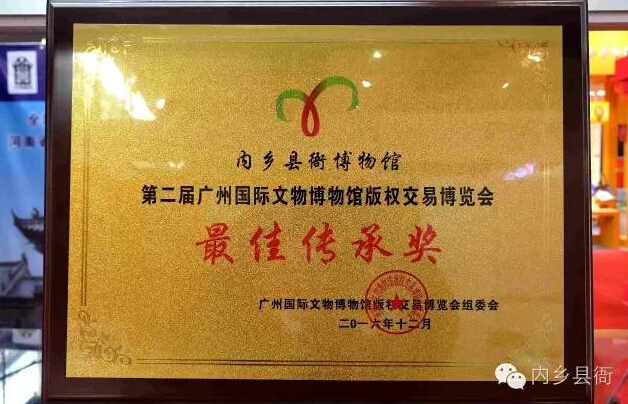 内乡县衙博物馆
第二届广州国际文物博物馆版权交易博览会
最佳传承奖
广州国际文物博物馆版权交易博览会组委会
二〇一六年十二月
内乡县衙